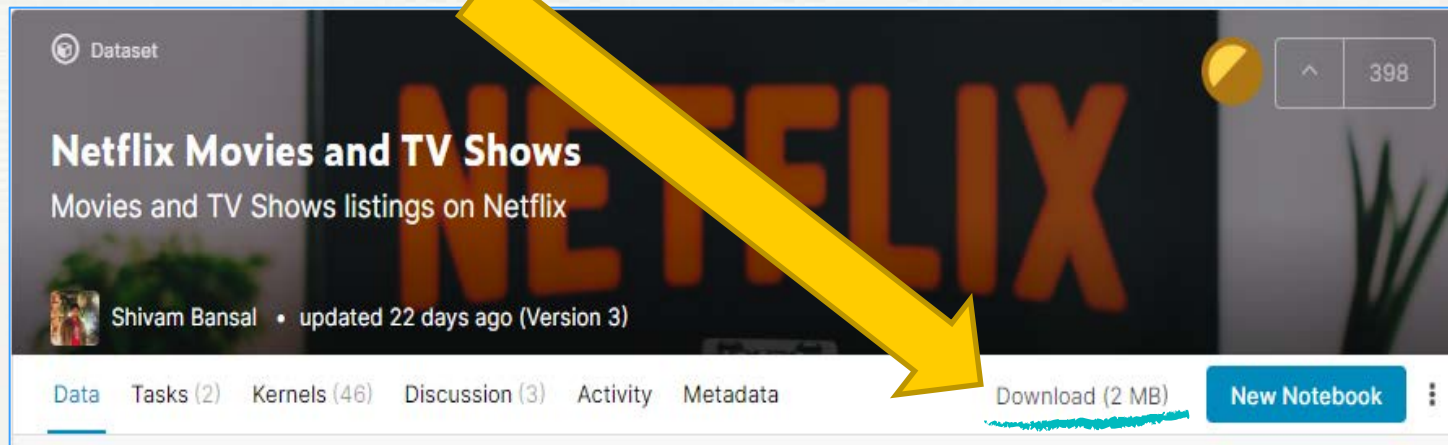 Dataset
398
NETFLIX
Netflix Movies and TV Shows
Movies and TV Shows listings on Netflix
Shivam Bansal • updated 22 days ago (Version 3)
Data Tasks (2) Kernels (46) Discussion (3) Activity Metadata Download (2 MB) New Notebook